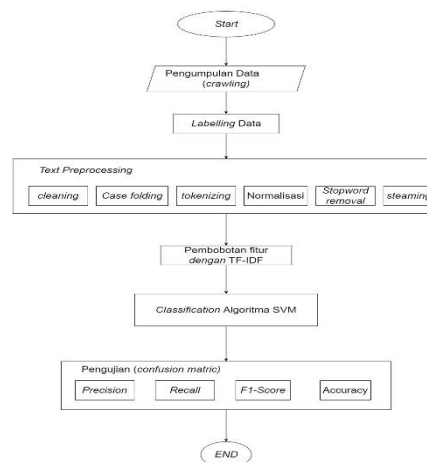 Start
Pengumpulan Data
(crawling)
Labelling Data
Text Preprocessing
cleaning
Case folding
tokenizing
Normalisasi
Stopword
removal
steaming
Pembobotan fitur
dengan TF-IDF
Classification Algoritma SVM
Pengujian (confusion matric)
Precision
Recall
F1-Score
Accuracy
END